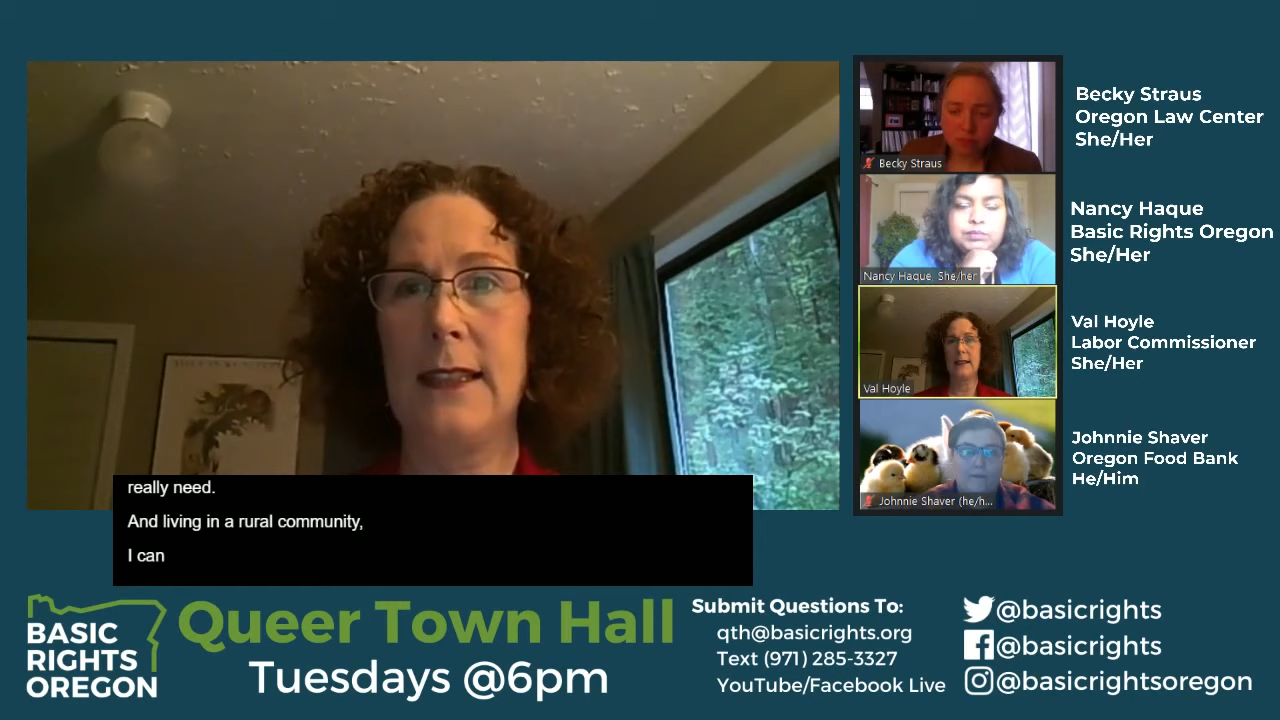 Becky Straus
Oregon Law Center
She/Her
Becky Straus
Nancy Haque
Basic Rights Oregon
She/Her
Nancy Haque, She/her
Val Hoyle
Labor Commissioner
She/Her
Val Hoyle
Johnnie Shaver
Oregon Food Bank
He/Him
Johnnie Shaver (he/h...
really need.
And living in a rural community,
I can
BASIC
RIGHTS
OREGON
Queer Town Hall
Tuesdays @6pm
Submit Questions To:
qth@basicrights.org
Text (971) 285-3327
YouTube/Facebook Live
@basicrights
@basicrights
@basicrightsoregon